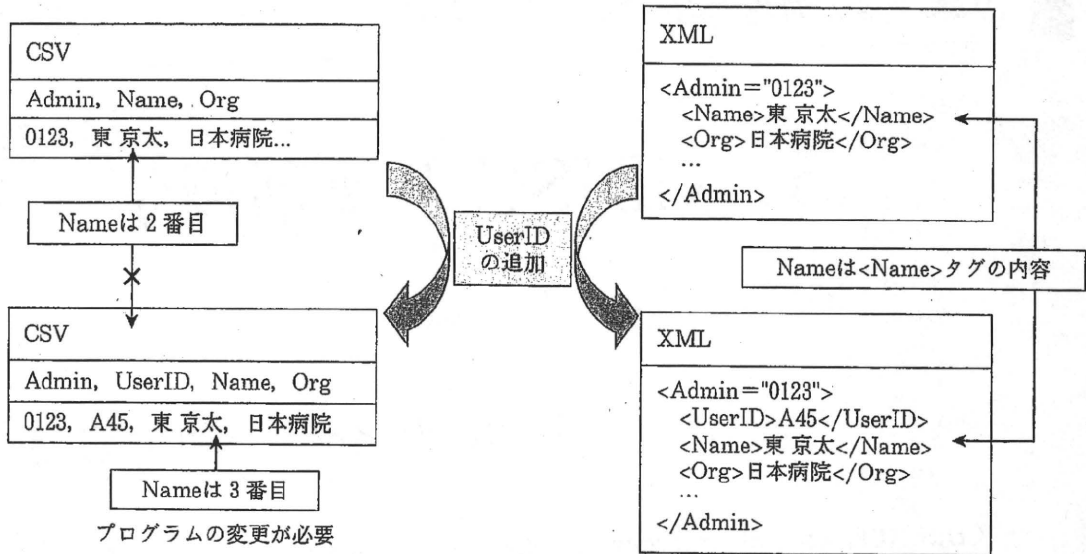 CSV
Admin, Name, Org
0123, 東 京太, 日本病院...
Nameは2番目
CSV
Admin, UserID, Name, Org
0123, A45, 東 京太, 日本病院
Nameは3番目
プログラムの変更が必要
UserID
の追加
XML
<Admin="0123">
<Name>東 京太</Name>
<Org>日本病院</Org>
...
</Admin>
Nameは<Name>タグの内容
XML
<Admin="0123">
<UserID>A45</UserID>
<Name>東 京太</Name>
<Org>日本病院</Org>
...
</Admin>